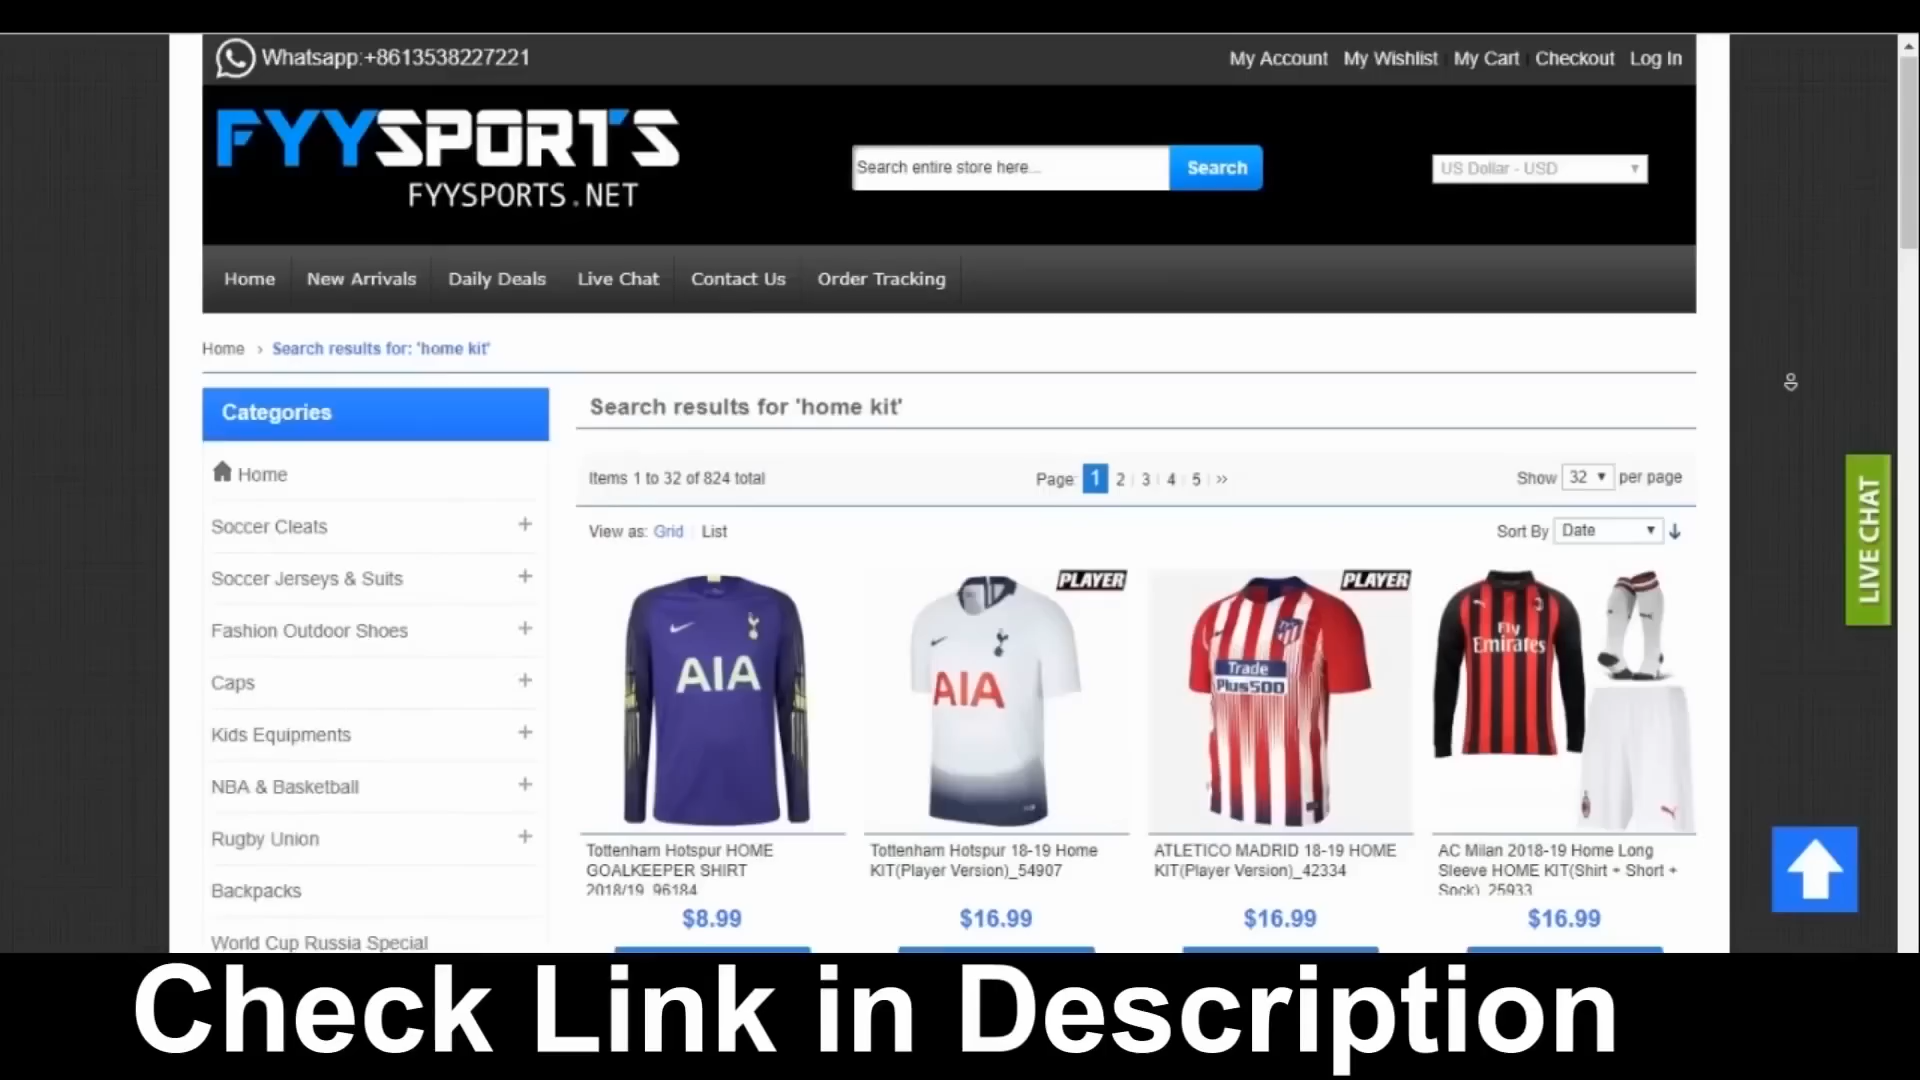 Whatsapp:+8613538227221
My Account My Wishlist My Cart Checkout Log In
FYYSPORTS
FYYSPORTS.NET
Search entire store here...
Search
US Dollar - USD
Home New Arrivals Daily Deals Live Chat Contact Us Order Tracking
Home › Search results for: 'home kit'
Categories
Home
Soccer Cleats +
Soccer Jerseys & Suits +
Fashion Outdoor Shoes +
Caps +
Kids Equipments +
NBA & Basketball +
Rugby Union +
Backpacks
World Cup Russia Special
Search results for 'home kit'
Items 1 to 32 of 824 total
Page: 1 2 3 4 5 »
Show 32 per page
View as: Grid List
Sort By Date
AIA
PLAYER
AIA
PLAYER
Trade
Plus500
Fly
Emirates
Tottenham Hotspur HOME
GOALKEEPER SHIRT
2018/19_96184
$8.99
Tottenham Hotspur 18-19 Home
KIT(Player Version)_54907
$16.99
ATLETICO MADRID 18-19 HOME
KIT(Player Version)_42334
$16.99
AC Milan 2018-19 Home Long
Sleeve HOME KIT(Shirt + Short +
Sock)_25933
$16.99
LIVE CHAT
Check Link in Description